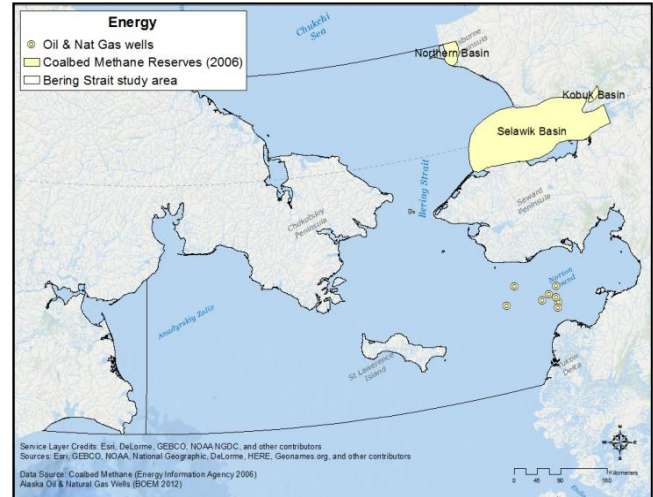 Energy
Oil & Nat Gas wells
Coalbed Methane Reserves (2006)
Bering Strait study area
Chukchi
Sea
Northern Basin
Kobuk Basin
Selawik Basin
Bering Strait
Seward
Peninsula
Chukotskiy
Peninsula
Norton
Anadyrskiy Zaliv
St Lawrence
Island
Yukon
Delta
Service Layer Credits: Esri, DeLorme, GEBCO, NOAA NGDC, and other contributors
Sources: Esri, GEBCO, NOAA, National Geographic, DeLorme, HERE, Geonames.org, and other contributors
Data Source: Coalbed Methane (Energy Information Agency 2006)
Alaska Oil & Natural Gas Wells (BOEM 2012)
Kilometers
0 45 90 180